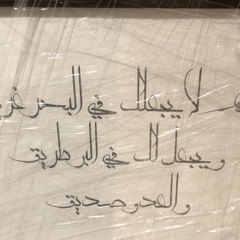 لا يجعلك في البحر
ويجعل لك في البر طريق
والعدو صديق